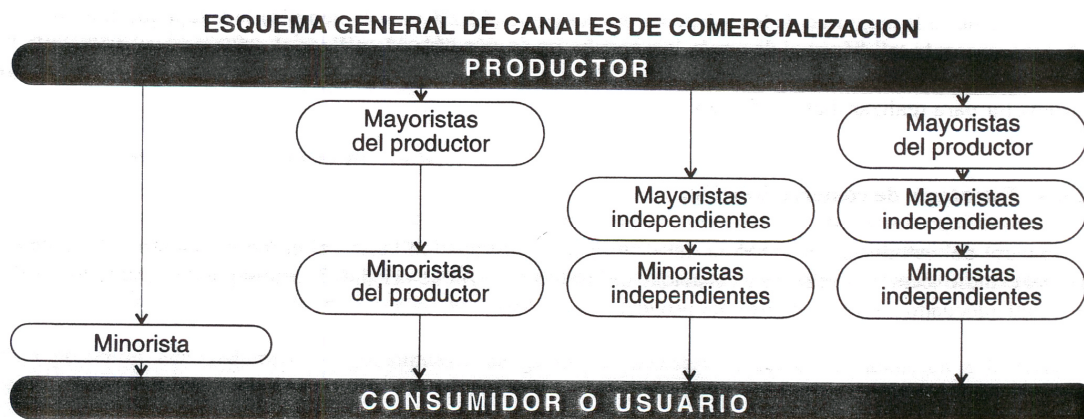 ESQUEMA GENERAL DE CANALES DE COMERCIALIZACION
PRODUCTOR
Mayoristas
del productor
Mayoristas
del productor
Mayoristas
independientes
Mayoristas
independientes
Minoristas
del productor
Minoristas
independientes
Minoristas
independientes
Minorista
CONSUMIDOR O USUARIO